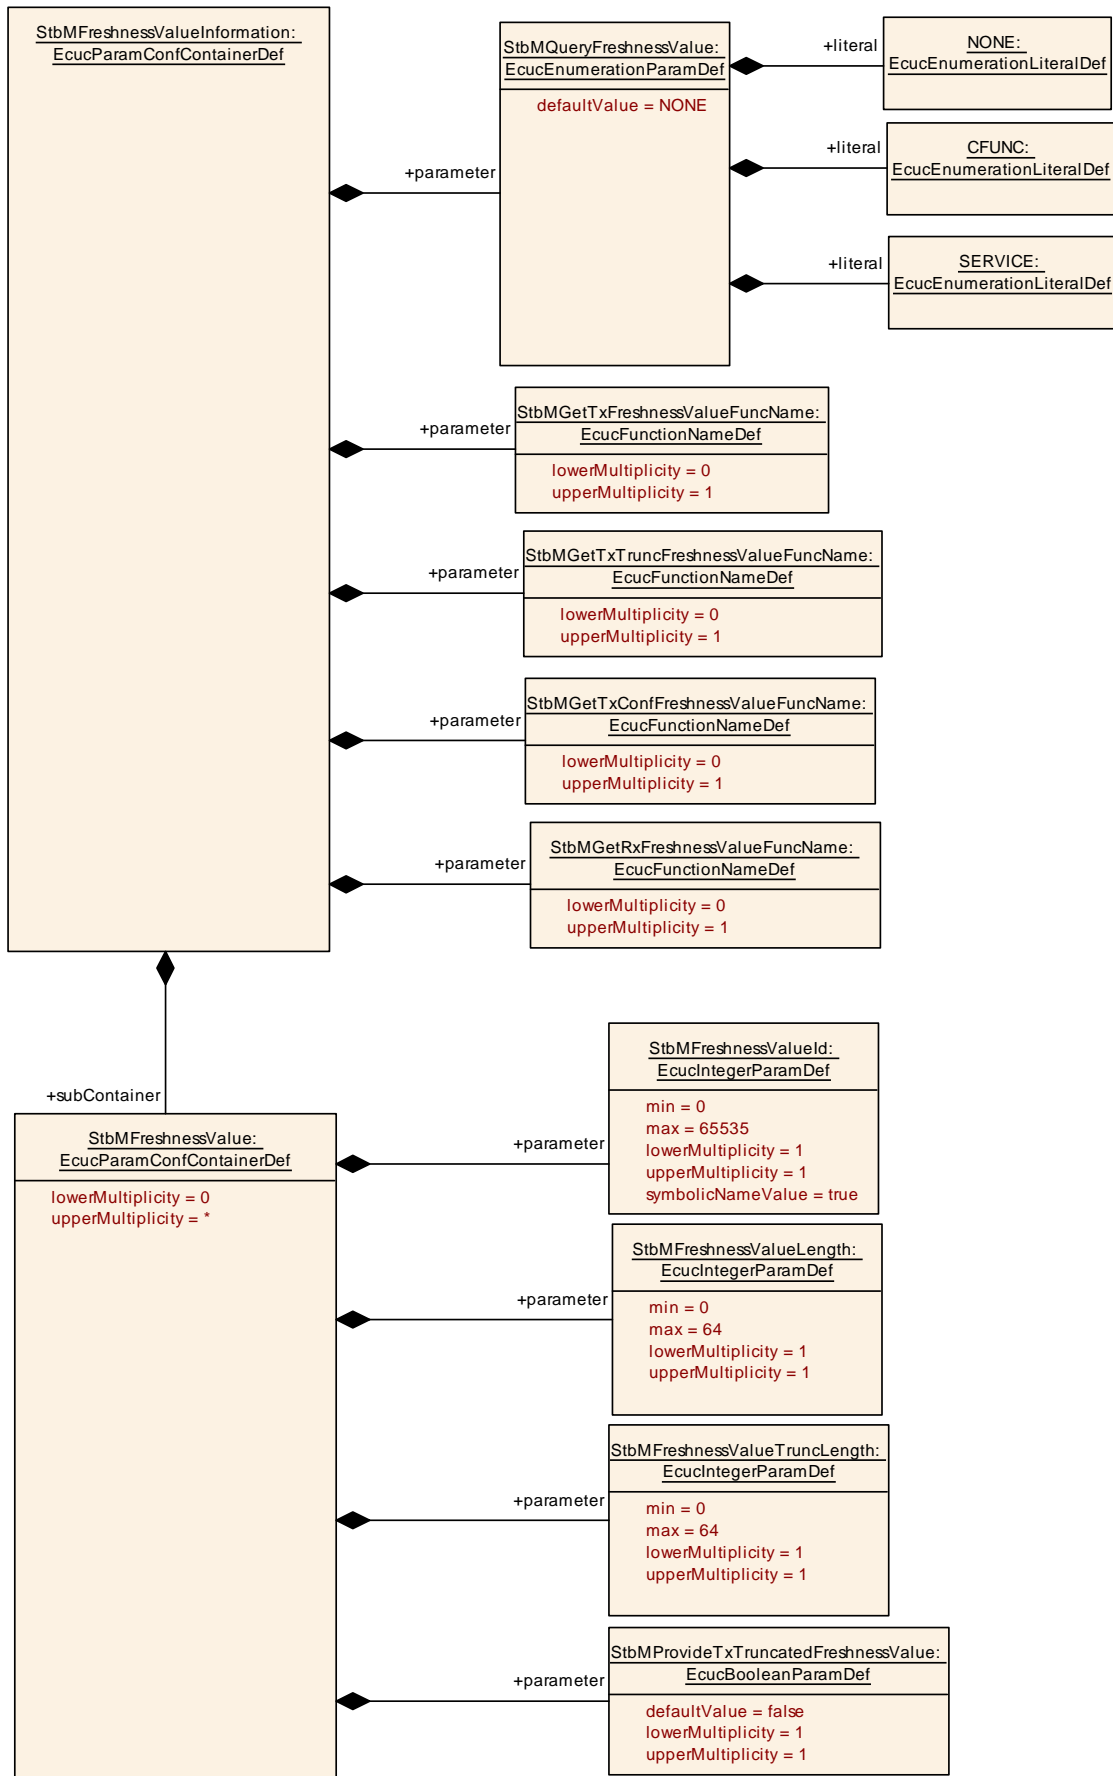 StbMFreshnessValueInformation:
EcucParamConfContainerDef
+parameter
StbMQueryFreshnessValue:
EcucEnumerationParamDef
defaultValue = NONE
+literal
NONE:
EcucEnumerationLiteralDef
+literal
CFUNC:
EcucEnumerationLiteralDef
+literal
SERVICE:
EcucEnumerationLiteralDef
+parameter
StbMGetTxFreshnessValueFuncName:
EcucFunctionNameDef
lowerMultiplicity = 0
upperMultiplicity = 1
+parameter
StbMGetTxTruncFreshnessValueFuncName:
EcucFunctionNameDef
lowerMultiplicity = 0
upperMultiplicity = 1
+parameter
StbMGetTxConfFreshnessValueFuncName:
EcucFunctionNameDef
lowerMultiplicity = 0
upperMultiplicity = 1
+parameter
StbMGetRxFreshnessValueFuncName:
EcucFunctionNameDef
lowerMultiplicity = 0
upperMultiplicity = 1
+subContainer
StbMFreshnessValue:
EcucParamConfContainerDef
lowerMultiplicity = 0
upperMultiplicity = *
+parameter
StbMFreshnessValueId:
EcucIntegerParamDef
min = 0
max = 65535
lowerMultiplicity = 1
upperMultiplicity = 1
symbolicNameValue = true
+parameter
StbMFreshnessValueLength:
EcucIntegerParamDef
min = 0
max = 64
lowerMultiplicity = 1
upperMultiplicity = 1
+parameter
StbMFreshnessValueTruncLength:
EcucIntegerParamDef
min = 0
max = 64
lowerMultiplicity = 1
upperMultiplicity = 1
+parameter
StbMProvideTxTruncatedFreshnessValue:
EcucBooleanParamDef
defaultValue = false
lowerMultiplicity = 1
upperMultiplicity = 1